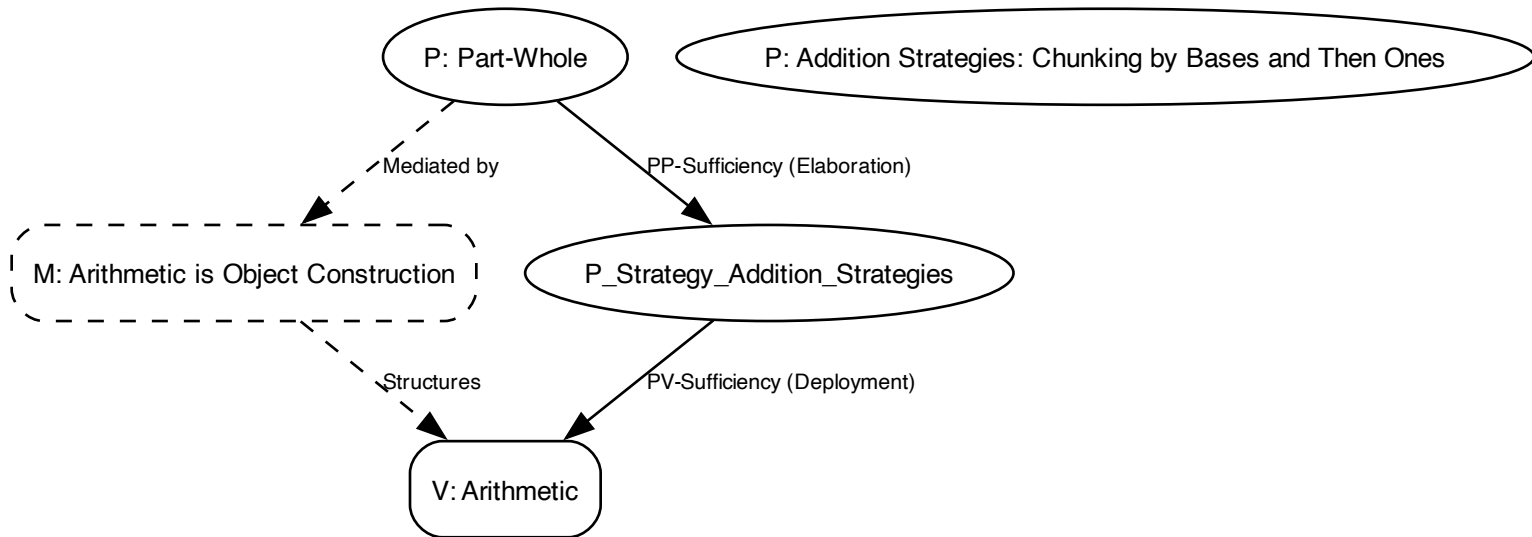 P: Part-Whole
P: Addition Strategies: Chunking by Bases and Then Ones
Mediated by
PP-Sufficiency (Elaboration)
M: Arithmetic is Object Construction
P_Strategy_Addition_Strategies
Structures
PV-Sufficiency (Deployment)
V: Arithmetic